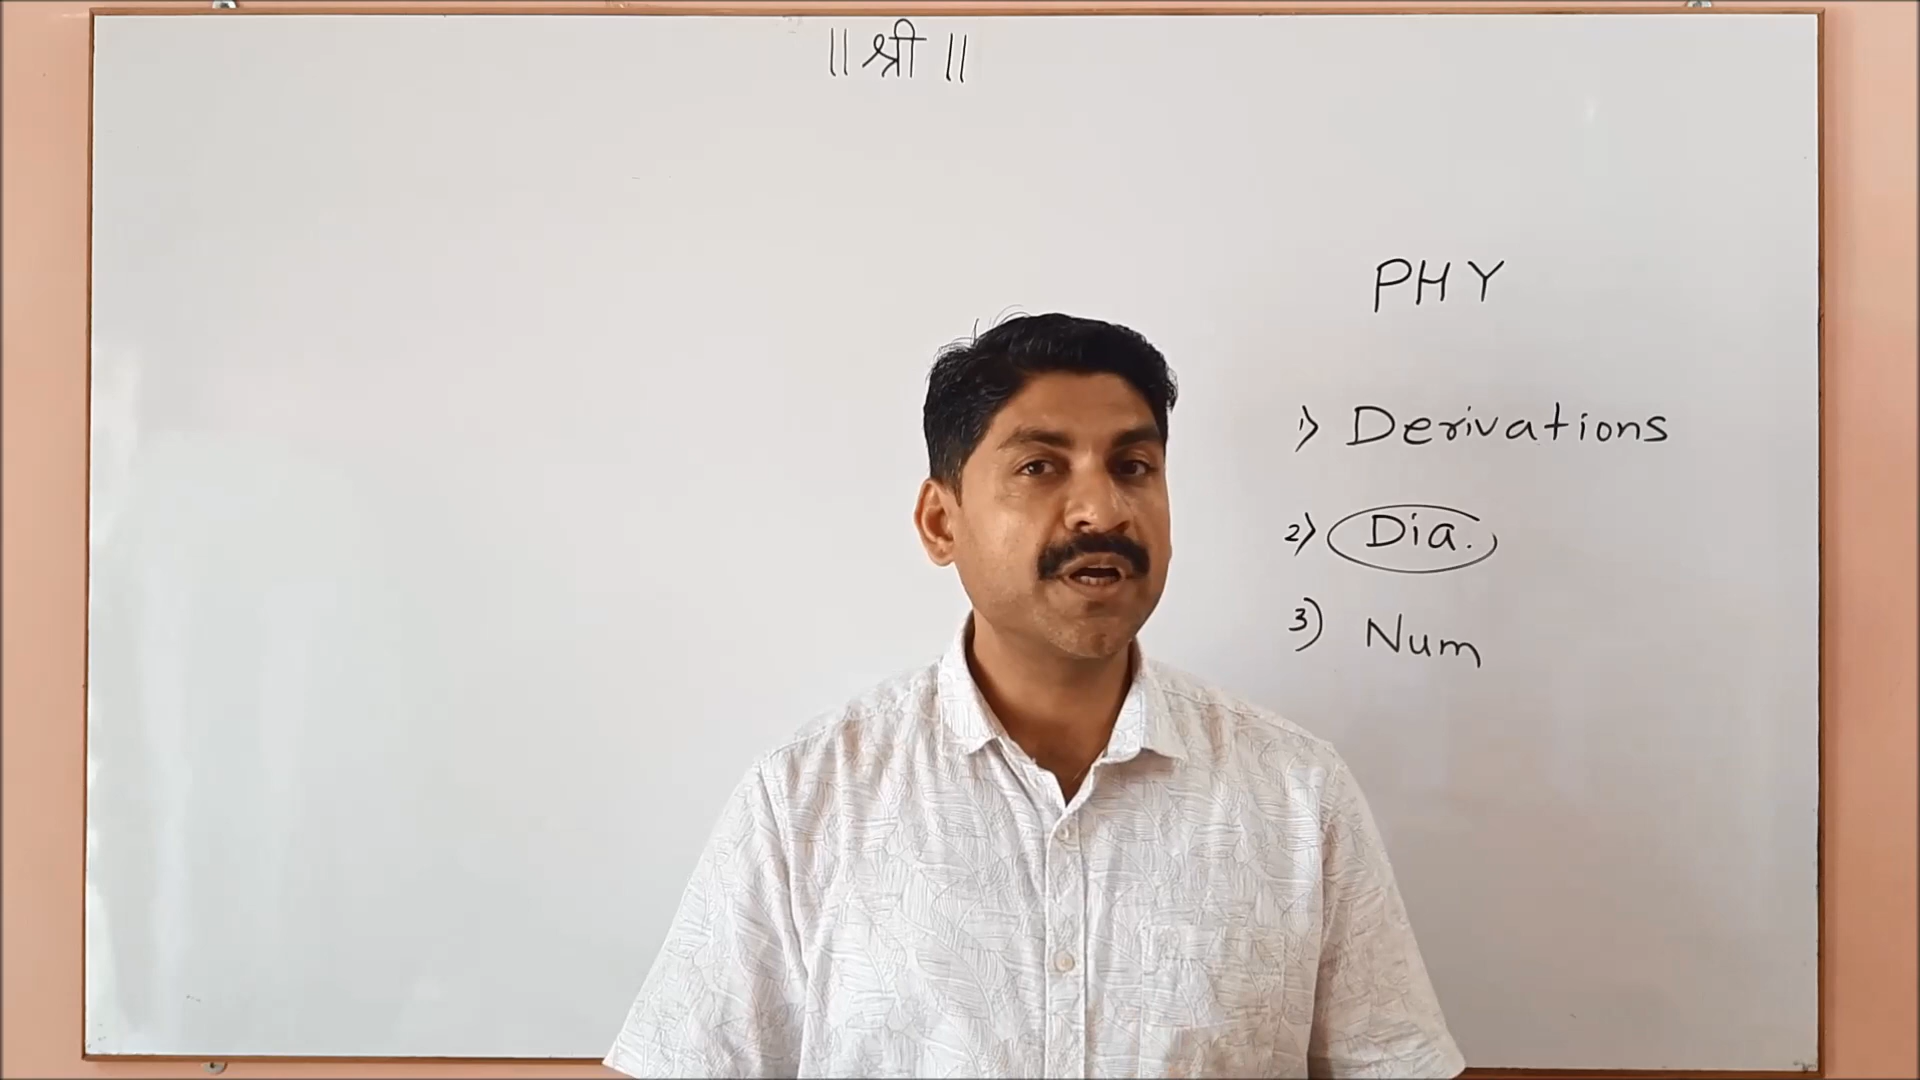 || श्री ||
PHY
1) Derivations
2) Dia.
3) Num